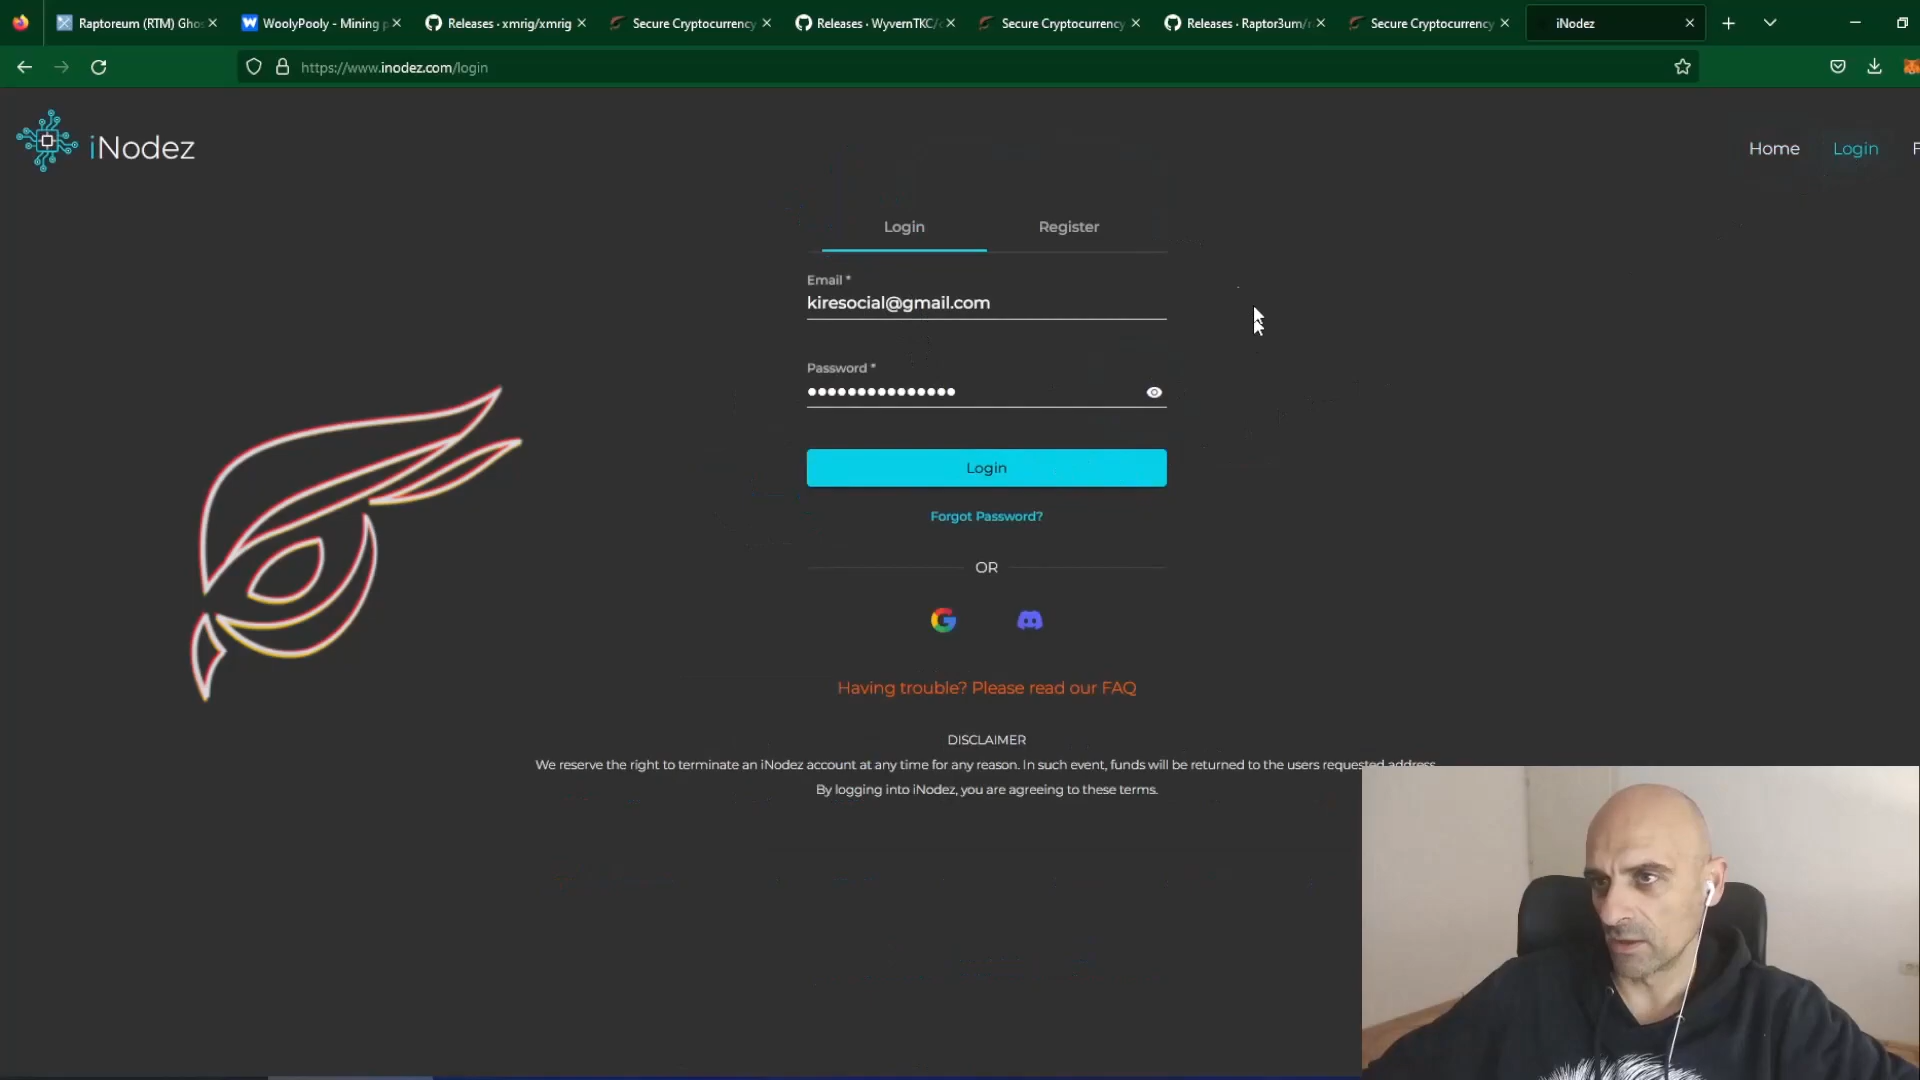 Raptoreum (RTM) Gho
WoolyPooly - Mining p
Releases · xmrig/xmrig
Secure Cryptocurrency
Releases · WyvernTKC/
Secure Cryptocurrency
Releases · Raptor3um/r
Secure Cryptocurrency
iNodez
https://www.inodez.com/login
iNodez
Home
Login
Login
Register
Email *
kiresocial@gmail.com
Password *
Login
Forgot Password?
OR
Having trouble? Please read our FAQ
DISCLAIMER
We reserve the right to terminate an iNodez account at any time for any reason. In such event, funds will be returned to the users requested address.
By logging into iNodez, you are agreeing to these terms.